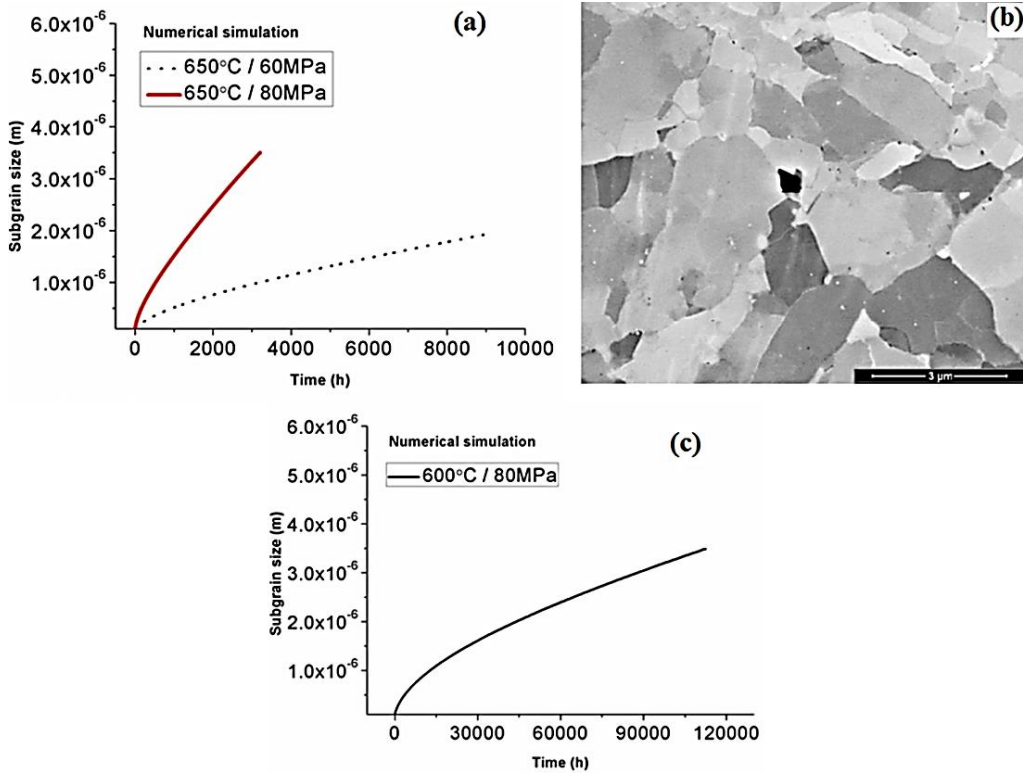 (a)
Numerical simulation
650°C / 60MPa
650°C / 80MPa
6.0x10⁻⁶
5.0x10⁻⁶
4.0x10⁻⁶
3.0x10⁻⁶
2.0x10⁻⁶
1.0x10⁻⁶
Subgrain size (m)
0 2000 4000 6000 8000 10000
Time (h)
(b)
3 µm
(c)
Numerical simulation
600°C / 80MPa
6.0x10⁻⁶
5.0x10⁻⁶
4.0x10⁻⁶
3.0x10⁻⁶
2.0x10⁻⁶
1.0x10⁻⁶
Subgrain size (m)
0 30000 60000 90000 120000
Time (h)